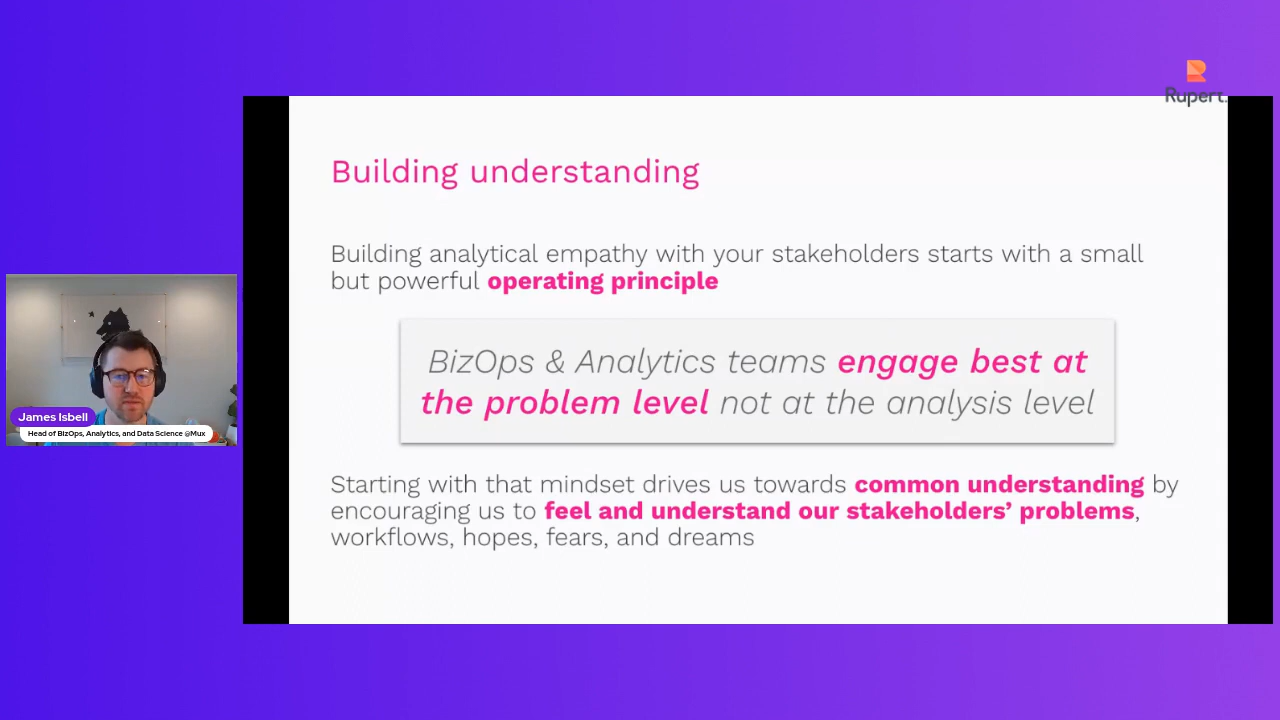 Rupert.
Building understanding
Building analytical empathy with your stakeholders starts with a small
but powerful operating principle
BizOps & Analytics teams engage best at
the problem level not at the analysis level
Starting with that mindset drives us towards common understanding by
encouraging us to feel and understand our stakeholders’ problems,
workflows, hopes, fears, and dreams
James Isbell
Head of BizOps, Analytics, and Data Science @Mux